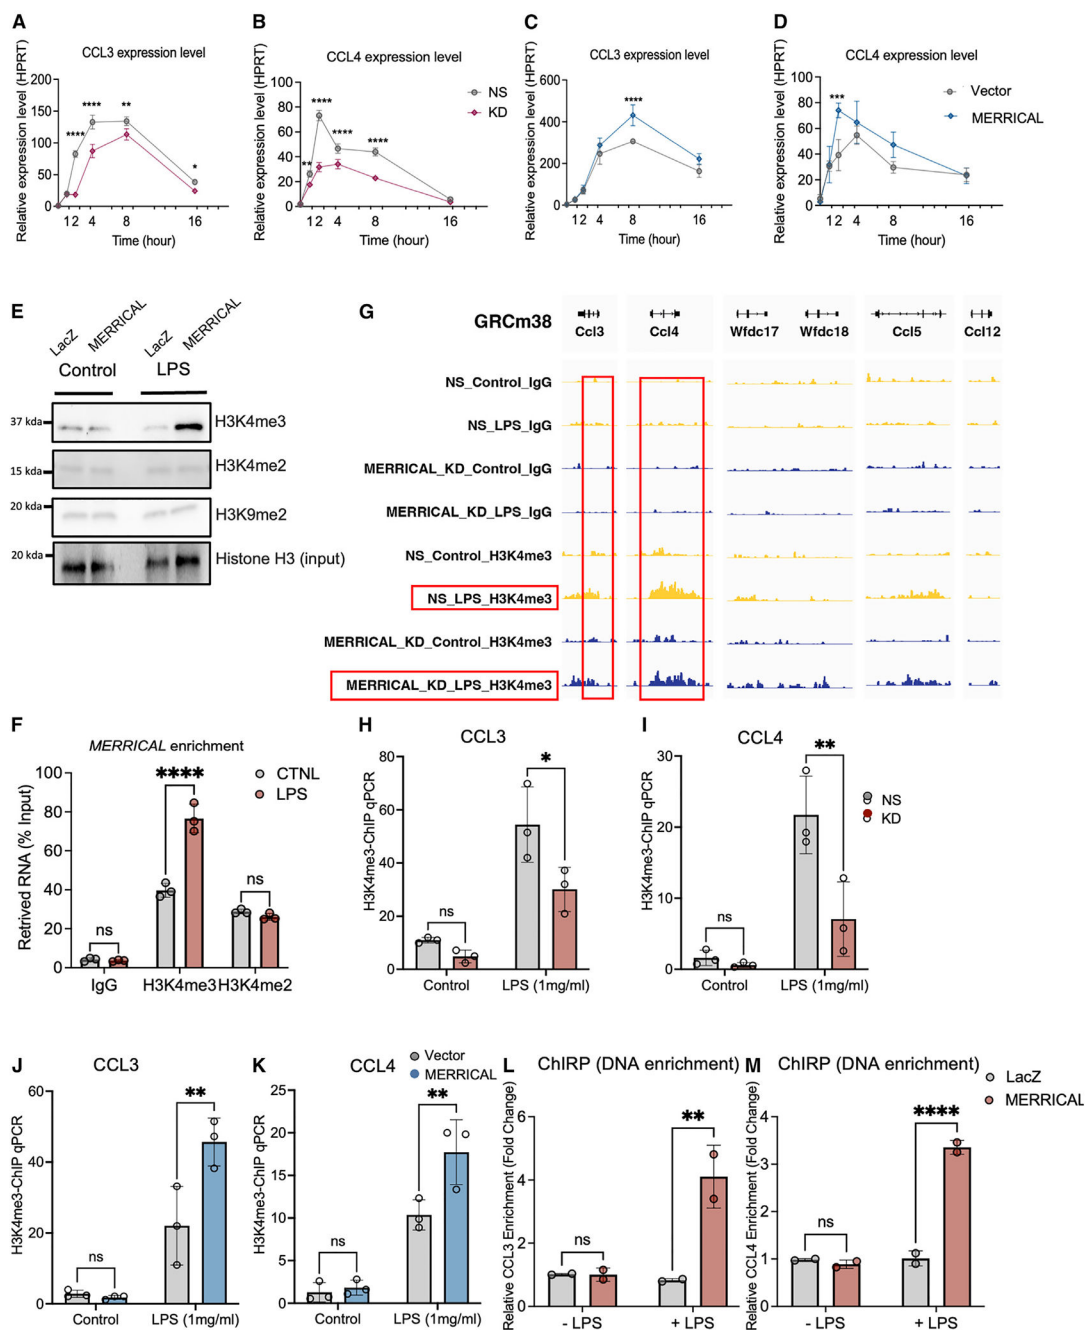 A
CCL3 expression level
Relative expression level (HPRT)
200
150
100
50
0
1 2 4 8 16
Time (hour)
****
****
**
*
B
CCL4 expression level
Relative expression level (HPRT)
100
80
60
40
20
0
1 2 4 8 16
Time (hour)
**
****
****
****
NS
KD
C
CCL3 expression level
Relative expression level (HPRT)
600
400
200
0
1 2 4 8 16
Time (hour)
****
D
CCL4 expression level
Relative expression level (HPRT)
100
80
60
40
20
0
1 2 4 8 16
Time (hour)
***
Vector
MERRICAL
E
LacZ
MERRICAL
LacZ
MERRICAL
Control
LPS
37 kda
H3K4me3
15 kda
H3K4me2
20 kda
H3K9me2
20 kda
Histone H3 (input)
G
GRCm38
Ccl3
Ccl4
Wfdc17
Wfdc18
Ccl5
Ccl12
NS_Control_IgG
NS_LPS_IgG
MERRICAL_KD_Control_IgG
MERRICAL_KD_LPS_IgG
NS_Control_H3K4me3
NS_LPS_H3K4me3
MERRICAL_KD_Control_H3K4me3
MERRICAL_KD_LPS_H3K4me3
F
MERRICAL enrichment
Retrived RNA (% Input)
100
80
60
40
20
0
ns
****
ns
CTNL
LPS
IgG
H3K4me3
H3K4me2
H
CCL3
H3K4me3-ChIP qPCR
80
60
40
20
0
ns
*
Control
LPS (1mg/ml)
I
CCL4
H3K4me3-ChIP qPCR
30
20
10
0
ns
**
Control
LPS (1mg/ml)
NS
KD
J
CCL3
H3K4me3-ChIP qPCR
60
40
20
0
ns
**
Control
LPS (1mg/ml)
K
CCL4
H3K4me3-ChIP qPCR
25
20
15
10
5
0
ns
**
Control
LPS (1mg/ml)
Vector
MERRICAL
L
ChIRP (DNA enrichment)
Relative CCL3 Enrichment (Fold Change)
6
4
2
0
ns
**
- LPS
+ LPS
M
ChIRP (DNA enrichment)
Relative CCL4 Enrichment (Fold Change)
4
3
2
1
0
ns
****
- LPS
+ LPS
LacZ
MERRICAL